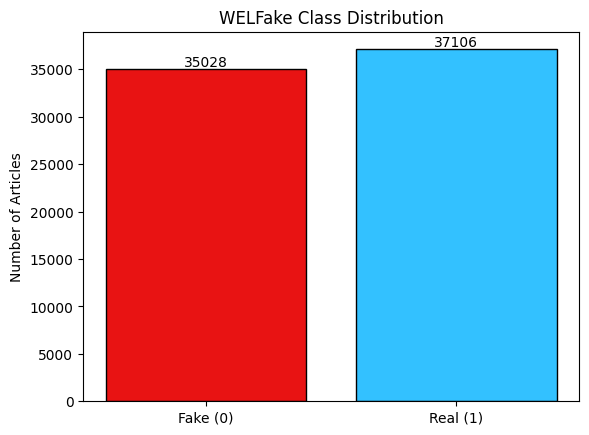 WELFake Class Distribution
35028
37106
Number of Articles
35000
30000
25000
20000
15000
10000
5000
0
Fake (0)
Real (1)